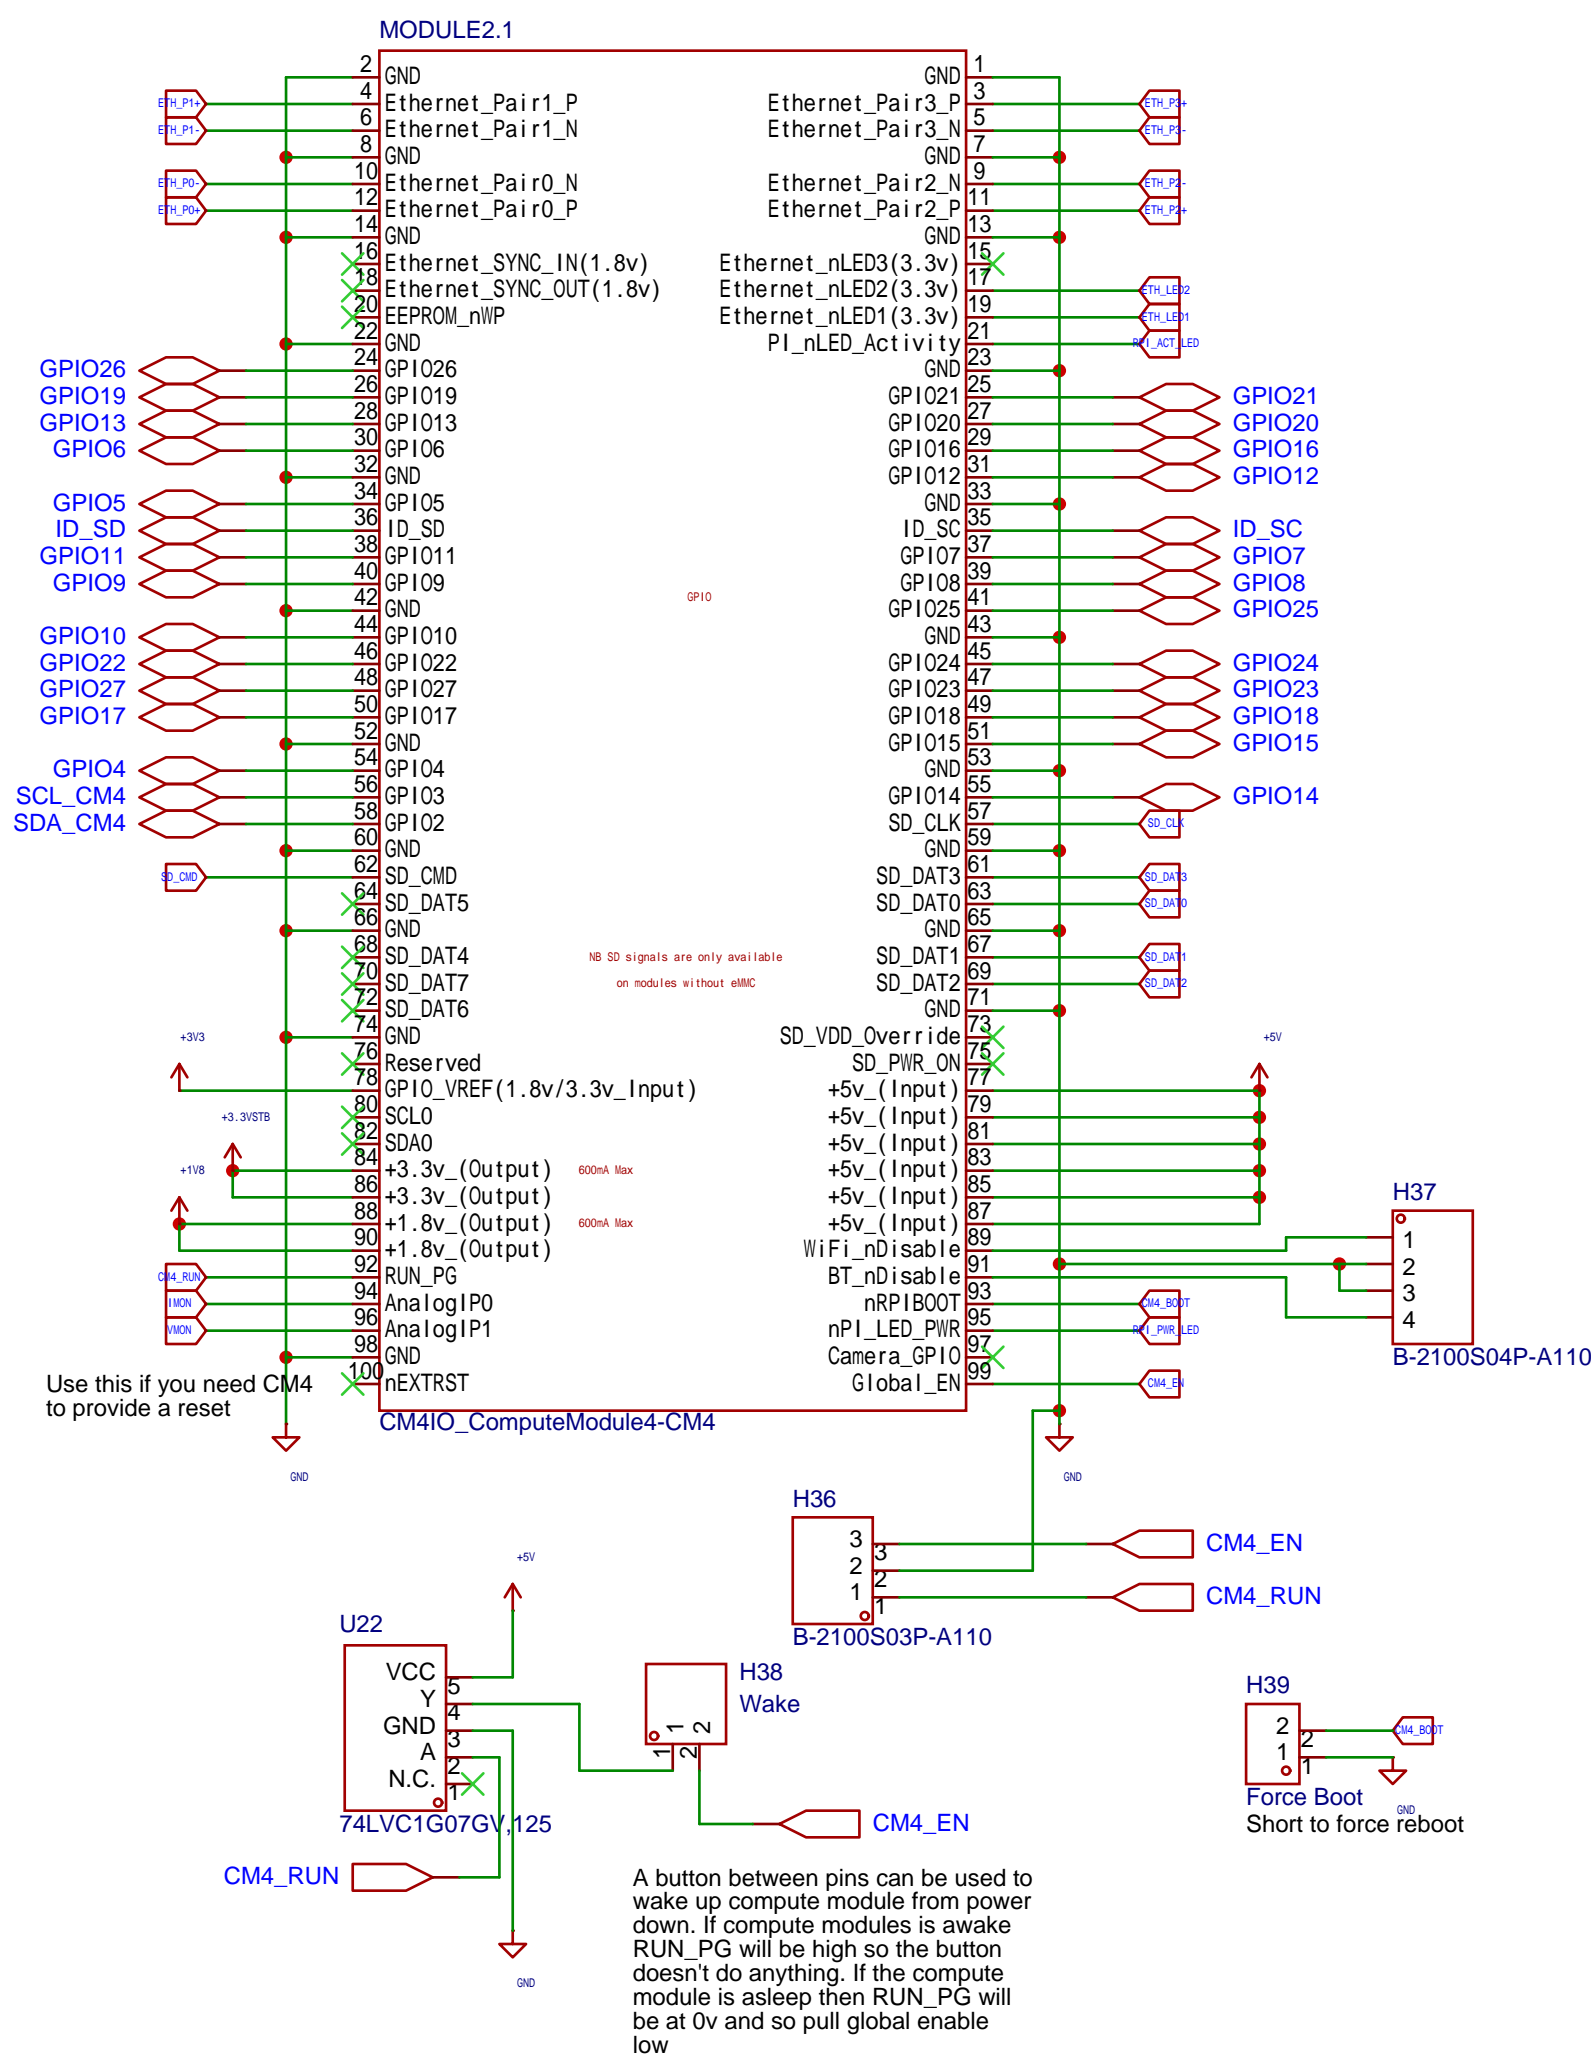 MODULE2.1
2 GND GND 1
ETH_P1+ 4 Ethernet_Pair1_P Ethernet_Pair3_P 3 ETH_P3+
ETH_P1- 6 Ethernet_Pair1_N Ethernet_Pair3_N 5 ETH_P3-
8 GND GND 7
ETH_P0- 10 Ethernet_Pair0_N Ethernet_Pair2_N 9 ETH_P2-
ETH_P0+ 12 Ethernet_Pair0_P Ethernet_Pair2_P 11 ETH_P2+
14 GND GND 13
16 Ethernet_SYNC_IN(1.8v) Ethernet_nLED3(3.3v) 15
18 Ethernet_SYNC_OUT(1.8v) Ethernet_nLED2(3.3v) 17 ETH_LED2
20 EEPROM_nWP Ethernet_nLED1(3.3v) 19 ETH_LED1
22 GND PI_nLED_Activity 21 RPI_ACT_LED
GPIO26 24 GPIO26 GND 23
GPIO19 26 GPIO19 GPIO21 25 GPIO21
GPIO13 28 GPIO13 GPIO20 27 GPIO20
GPIO6 30 GPIO6 GPIO16 29 GPIO16
32 GND GPIO12 31 GPIO12
GPIO5 34 GPIO5 GND 33
ID_SD 36 ID_SD ID_SC 35 ID_SC
GPIO11 38 GPIO11 GPIO7 37 GPIO7
GPIO9 40 GPIO9 GPIO8 39 GPIO8
GPIO
42 GND GPIO25 41 GPIO25
GPIO10 44 GPIO10 GND 43
GPIO22 46 GPIO22 GPIO24 45 GPIO24
GPIO27 48 GPIO27 GPIO23 47 GPIO23
GPIO17 50 GPIO17 GPIO18 49 GPIO18
52 GND GPIO15 51 GPIO15
GPIO4 54 GPIO4 GND 53
SCL_CM4 56 GPIO3 GPIO14 55 GPIO14
SDA_CM4 58 GPIO2 SD_CLK 57 SD_CLK
60 GND GND 59
SD_CMD 62 SD_CMD SD_DAT3 61 SD_DAT3
64 SD_DAT5 SD_DAT0 63 SD_DAT0
66 GND GND 65
68 SD_DAT4 NB SD signals are only available SD_DAT1 67 SD_DAT1
70 SD_DAT7 on modules without eMMC SD_DAT2 69 SD_DAT2
72 SD_DAT6 GND 71
+3V3 74 GND SD_VDD_Override 73 +5V
76 Reserved SD_PWR_ON 75
78 GPIO_VREF(1.8v/3.3v_Input) +5v_(Input) 77
+3.3VSTB 80 SCL0 +5v_(Input) 79
82 SDA0 +5v_(Input) 81
+1V8 84 +3.3v_(Output) 600mA Max +5v_(Input) 83
86 +3.3v_(Output) +5v_(Input) 85 H37
88 +1.8v_(Output) 600mA Max +5v_(Input) 87
90 +1.8v_(Output) WiFi_nDisable 89 1
CM4_RUN 92 RUN_PG BT_nDisable 91 2
IMON 94 AnalogIP0 nRPIBOOT 93 CM4_BOOT 3
VMON 96 AnalogIP1 nPI_LED_PWR 95 RPI_PWR_LED 4
98 GND Camera_GPIO 97 B-2100S04P-A110
100 nEXTRST Global_EN 99 CM4_EN
Use this if you need CM4
to provide a reset
CM4IO_ComputeModule4-CM4
GND GND
H36
3 3 CM4_EN
2 2
1 1 CM4_RUN
B-2100S03P-A110
+5V
U22
VCC 5
Y 4
GND 3
A 2
N.C. 1
74LVC1G07GV,125
CM4_RUN
GND
H38
Wake
1 2
1 2
CM4_EN
H39
2 2 CM4_BOOT
1 1
GND
Force Boot
Short to force reboot
A button between pins can be used to
wake up compute module from power
down. If compute modules is awake
RUN_PG will be high so the button
doesn't do anything. If the compute
module is asleep then RUN_PG will
be at 0v and so pull global enable
low